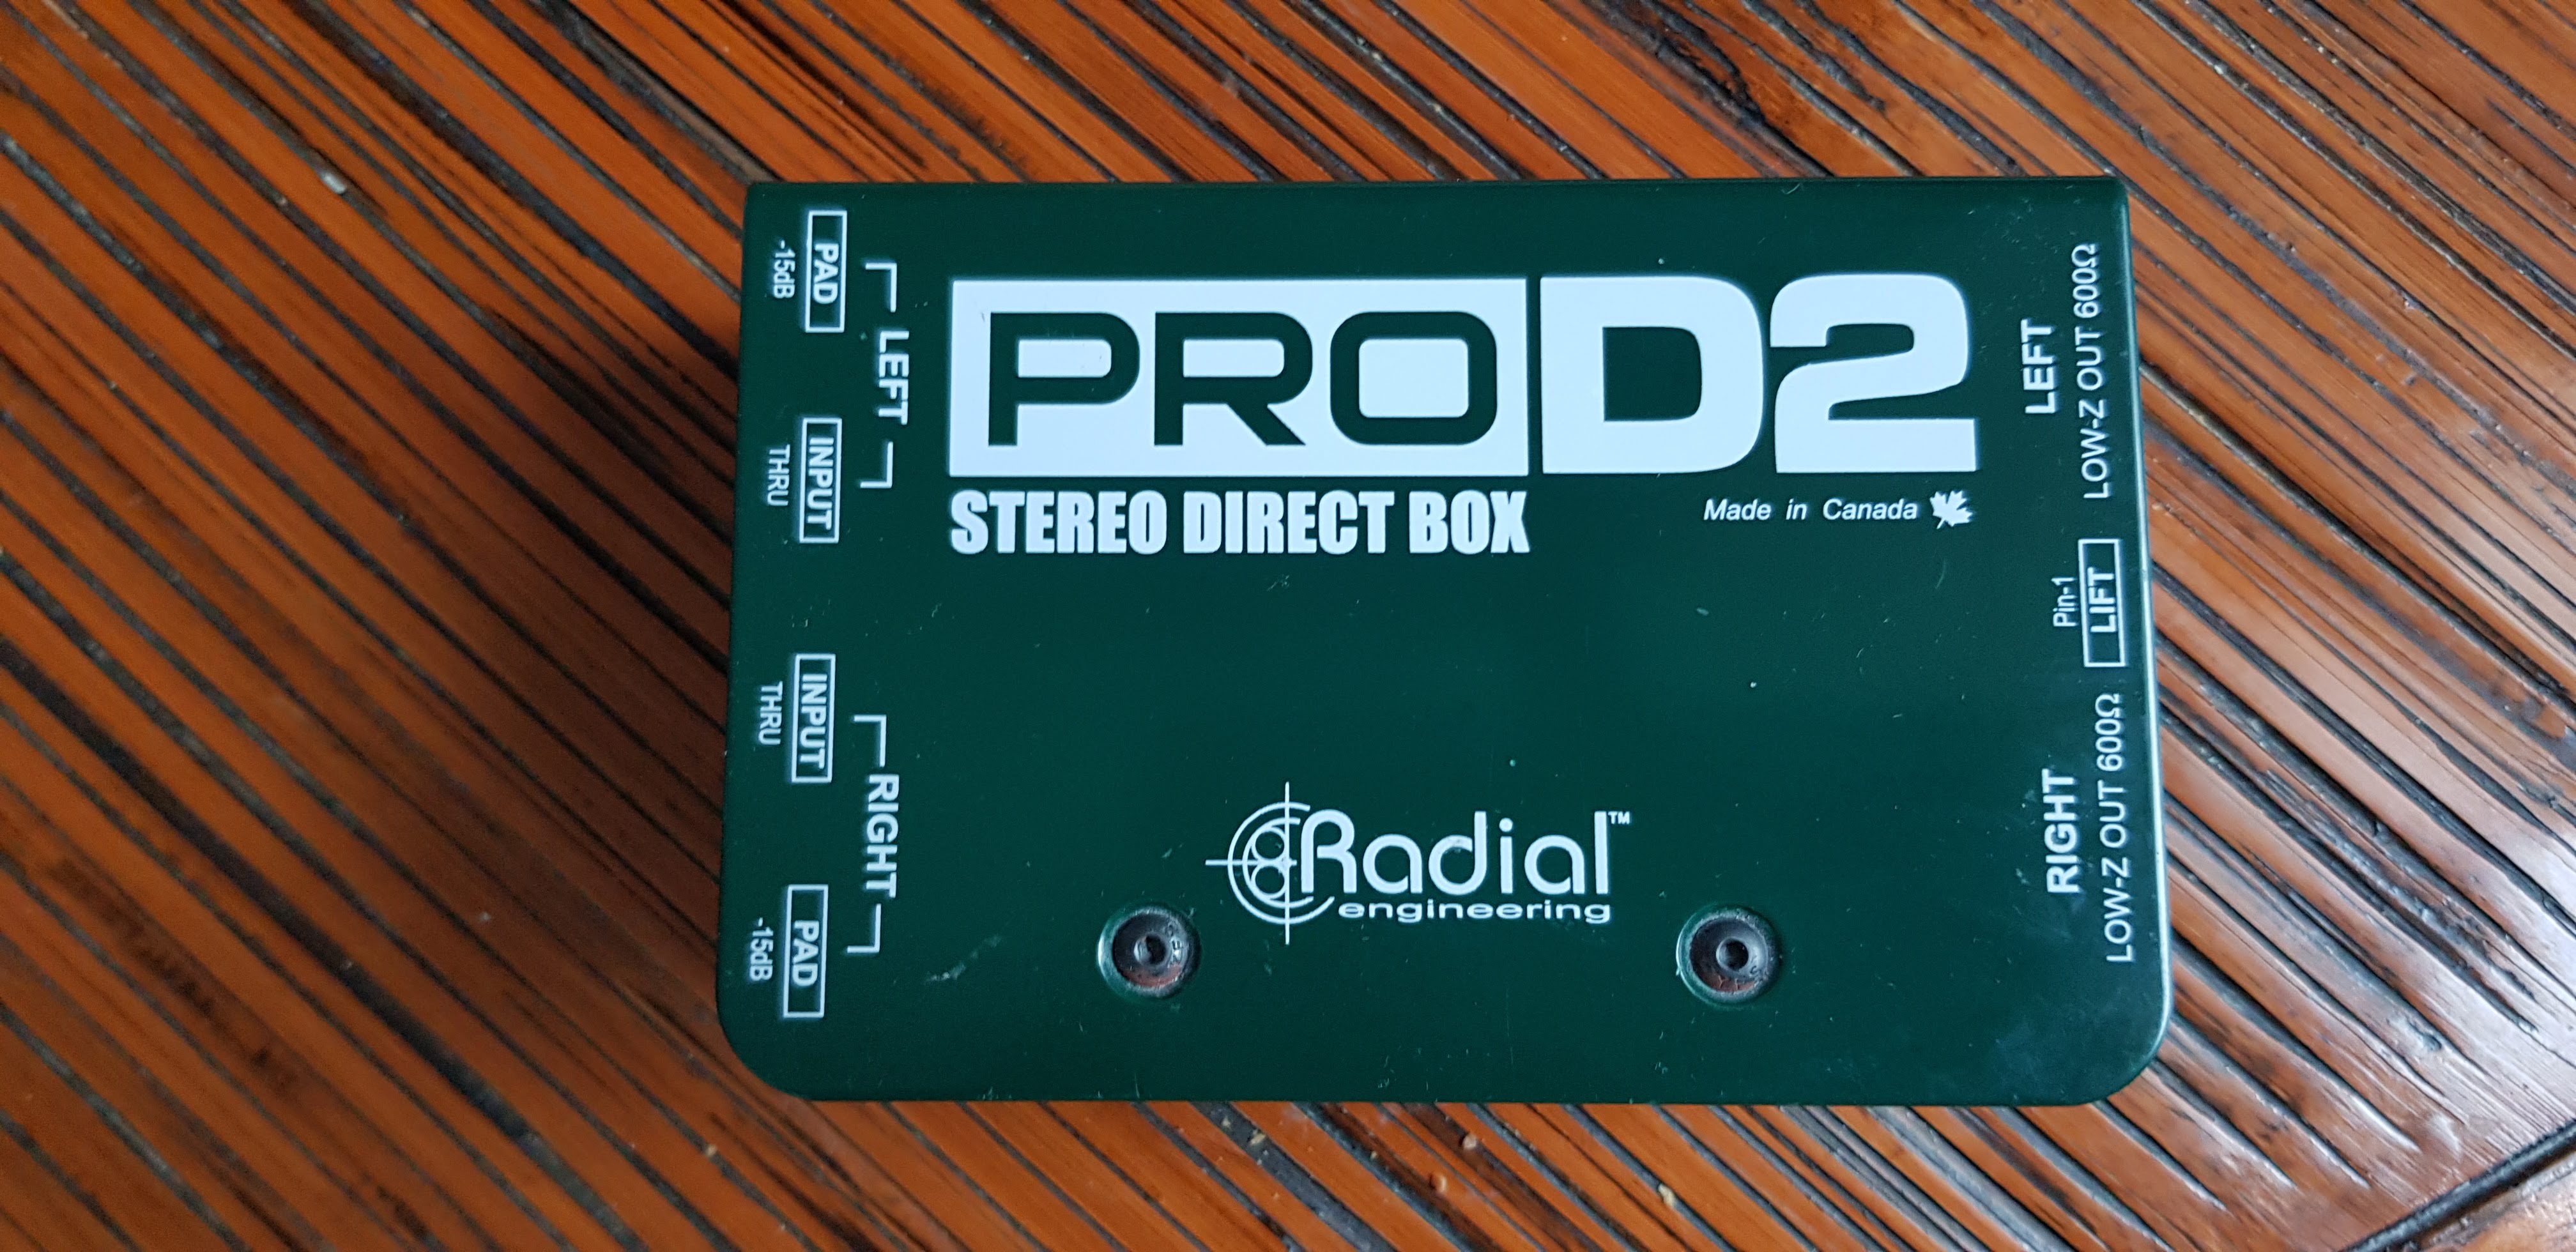 PRO D2
STEREO DIRECT BOX
Made in Canada
Radial™
engineering
LEFT
PAD
-15dB
INPUT
THRU
RIGHT
INPUT
THRU
PAD
-15dB
LEFT
LOW-Z OUT 600Ω
Pin-1
LIFT
RIGHT
LOW-Z OUT 600Ω